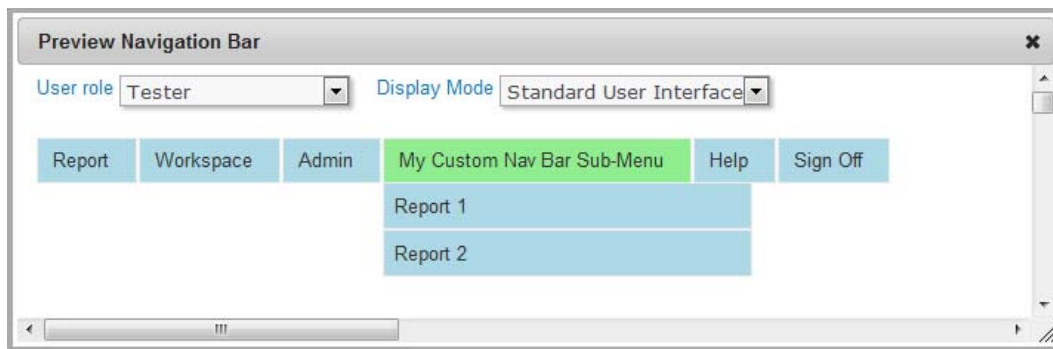 Preview Navigation Bar
User role Tester Display Mode Standard User Interface
Report Workspace Admin My Custom Nav Bar Sub-Menu Help Sign Off
Report 1
Report 2